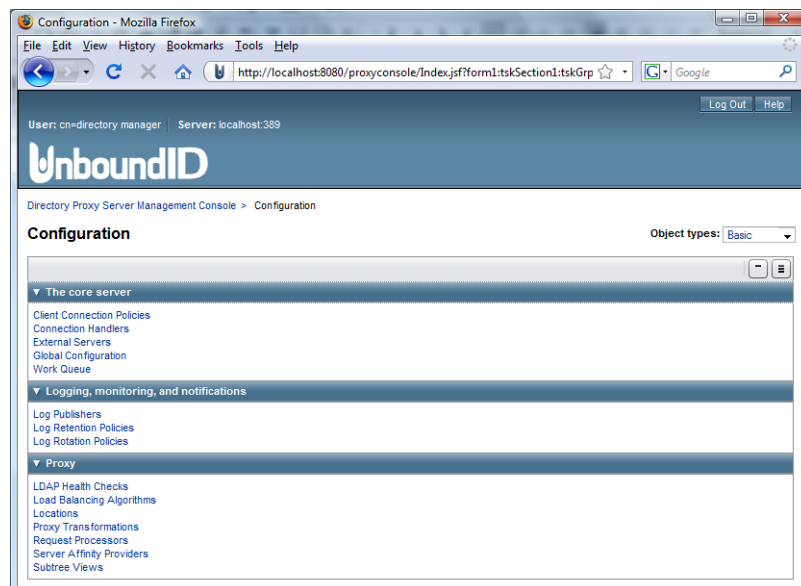 Configuration - Mozilla Firefox
File Edit View History Bookmarks Tools Help
http://localhost:8080/proxyconsole/Index.jsf?form1:tskSection1:tskGrp
Google
Log Out Help
User: cn=directory manager Server: localhost:389
UnboundID
Directory Proxy Server Management Console > Configuration
Configuration
Object types: Basic
The core server
Client Connection Policies
Connection Handlers
External Servers
Global Configuration
Work Queue
Logging, monitoring, and notifications
Log Publishers
Log Retention Policies
Log Rotation Policies
Proxy
LDAP Health Checks
Load Balancing Algorithms
Locations
Proxy Transformations
Request Processors
Server Affinity Providers
Subtree Views